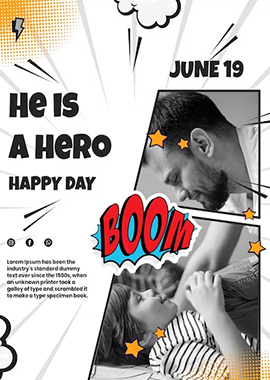 JUNE 19
He is
a Hero
HAPPY DAY
BOOM
Lorem Ipsum has been the
industry's standard dummy
text ever since the 1500s, when
an unknown printer took a
galley of type and scrambled it
to make a type specimen book.